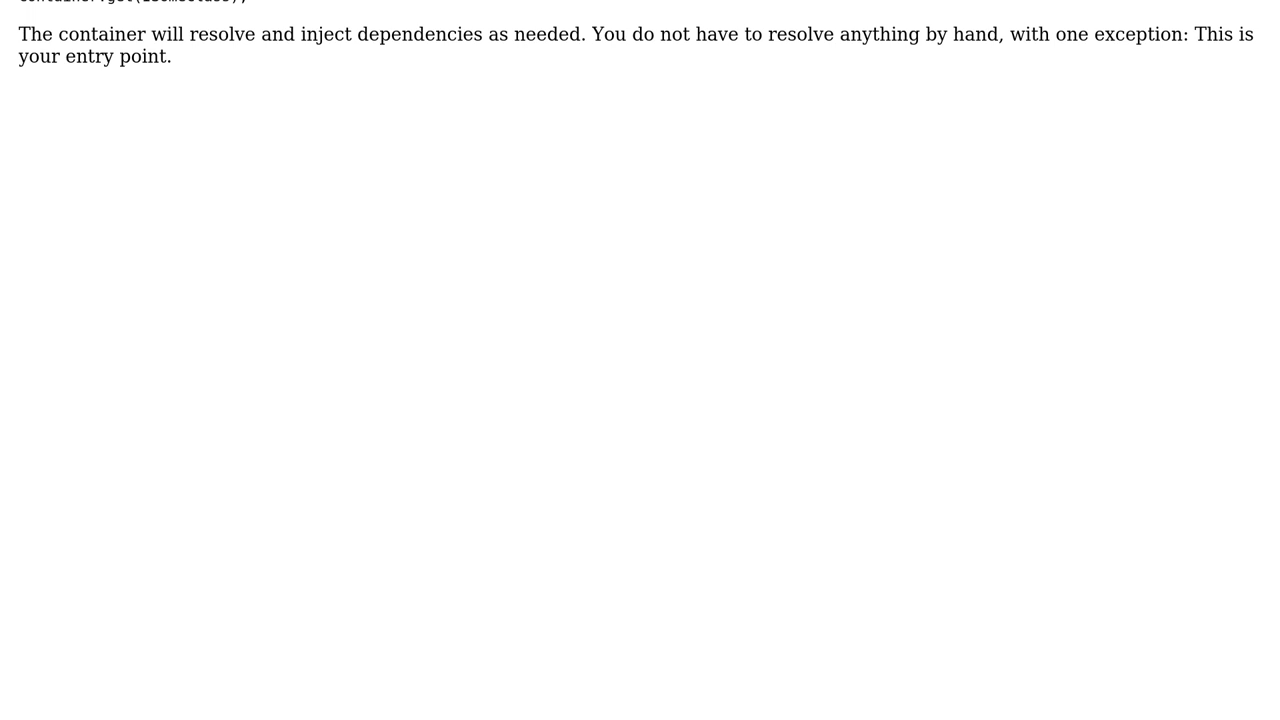 The container will resolve and inject dependencies as needed. You do not have to resolve anything by hand, with one exception: This is
your entry point.